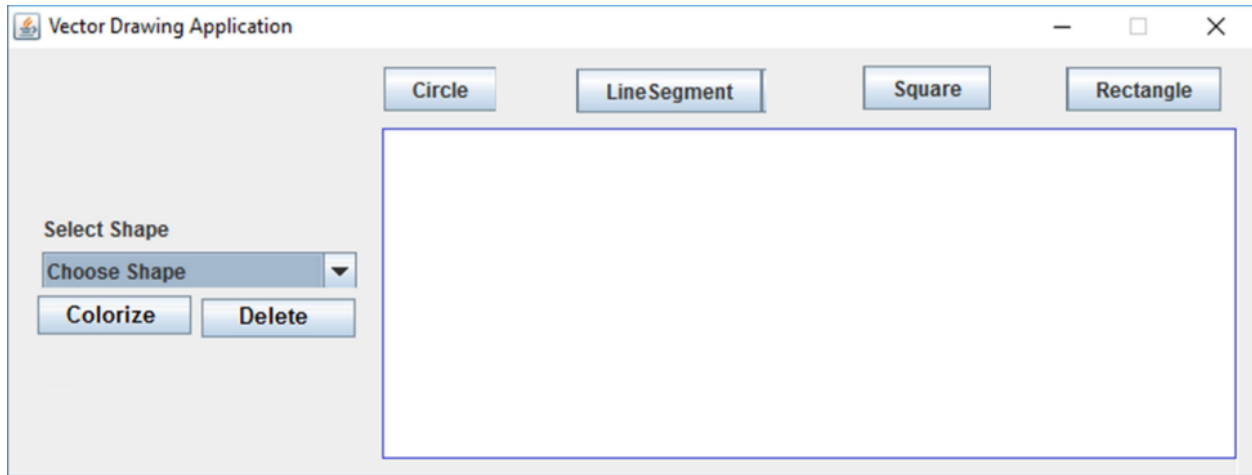 Vector Drawing Application
Circle LineSegment Square Rectangle
Select Shape
Choose Shape
Colorize Delete